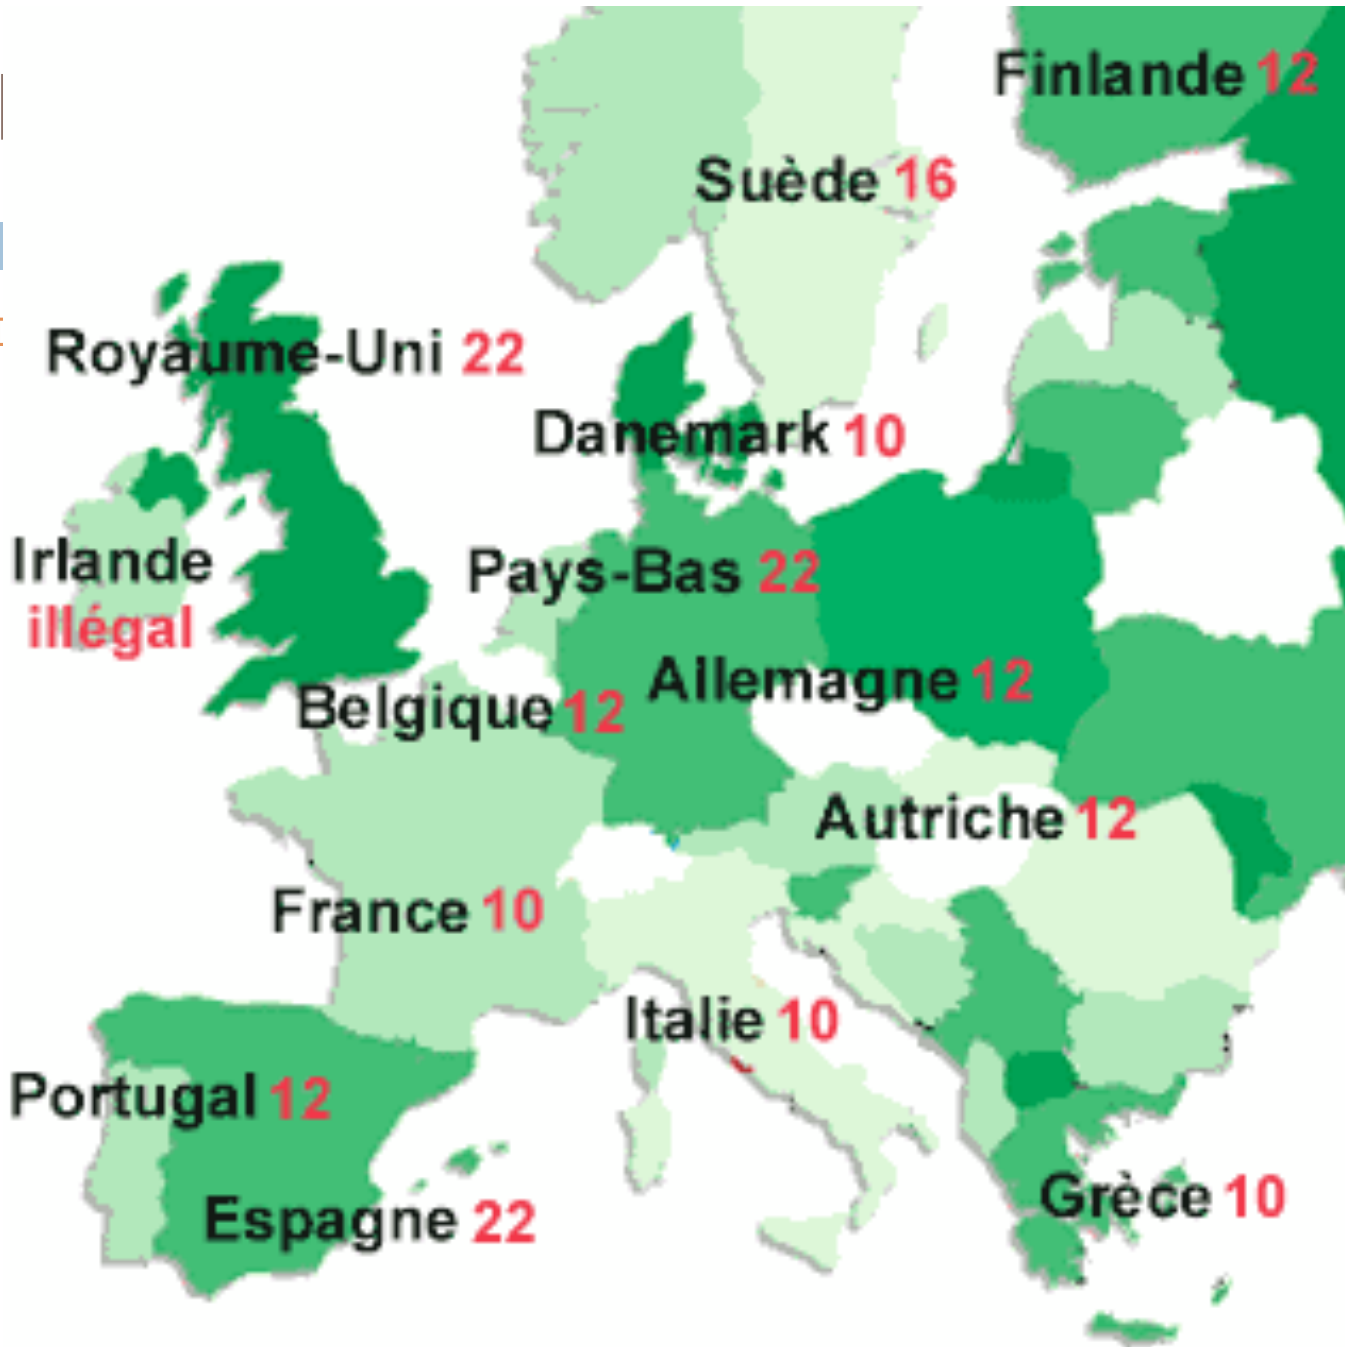 Finlande 12
Suède 16
Royaume-Uni 22
Danemark 10
Irlande
illégal
Pays-Bas 22
Allemagne 12
Belgique 12
Autriche 12
France 10
Italie 10
Portugal 12
Espagne 22
Grèce 10